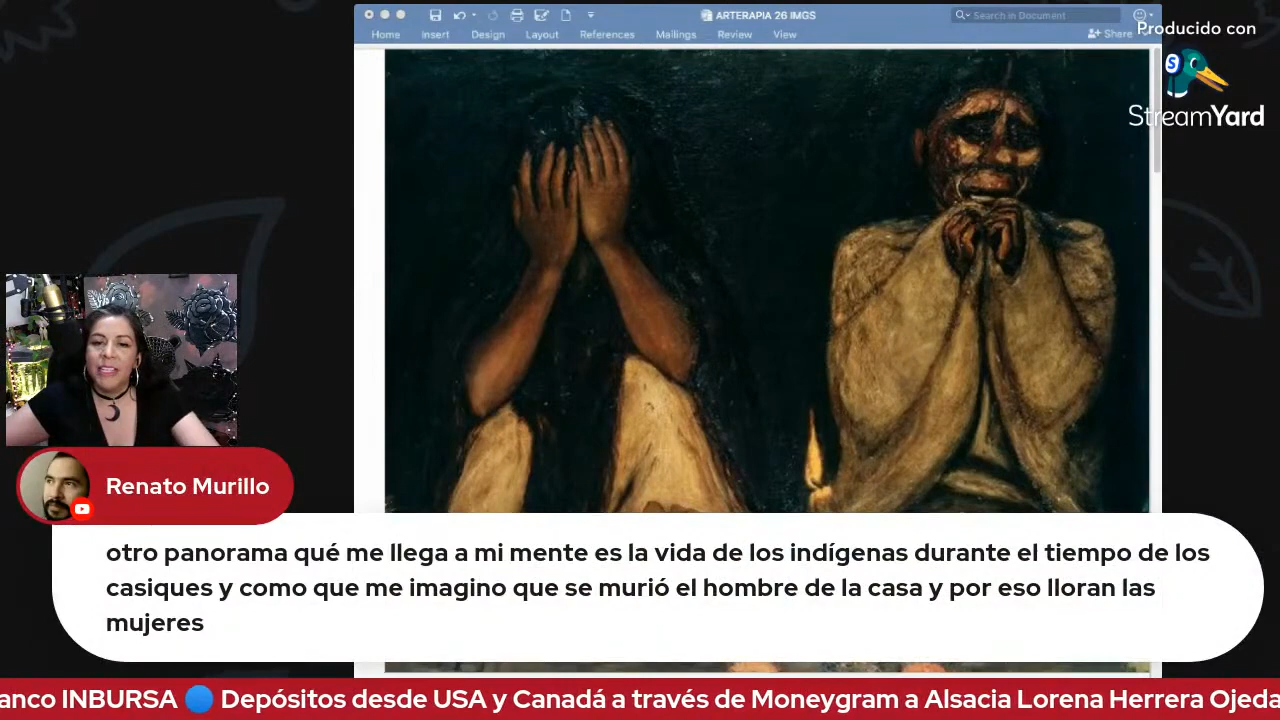 ARTERAPIA 26 IMGS
Search in Document
Home Insert Design Layout References Mailings Review View
Share
Producido con
StreamYard
Renato Murillo
otro panorama qué me llega a mi mente es la vida de los indígenas durante el tiempo de los
casiques y como que me imagino que se murió el hombre de la casa y por eso lloran las
mujeres
anco INBURSA 🔵 Depósitos desde USA y Canadá a través de Moneygram a Alsacia Lorena Herrera Ojeda